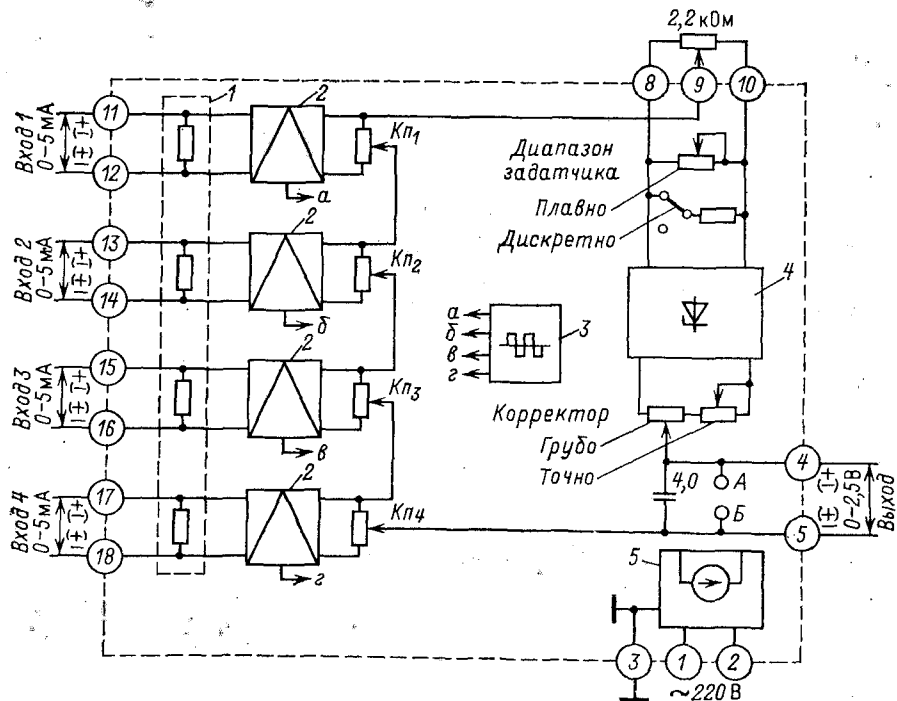 2,2 кОм
8
9
10
11
12
Вход 1
0–5 мА
(+)
(±)
1
2
Кп₁
а
Диапазон
задатчика
Плавно
Дискретно
13
14
Вход 2
0–5 мА
2
Кп₂
б
а
б
в
г
3
4
15
16
Вход 3
0–5 мА
2
Кп₃
в
Корректор
Грубо
Точно
17
18
Вход 4
0–5 мА
2
Кп₄
г
4,0
А
Б
4
5
0–2,5 В
Выход
5
3
1
2
~220 В